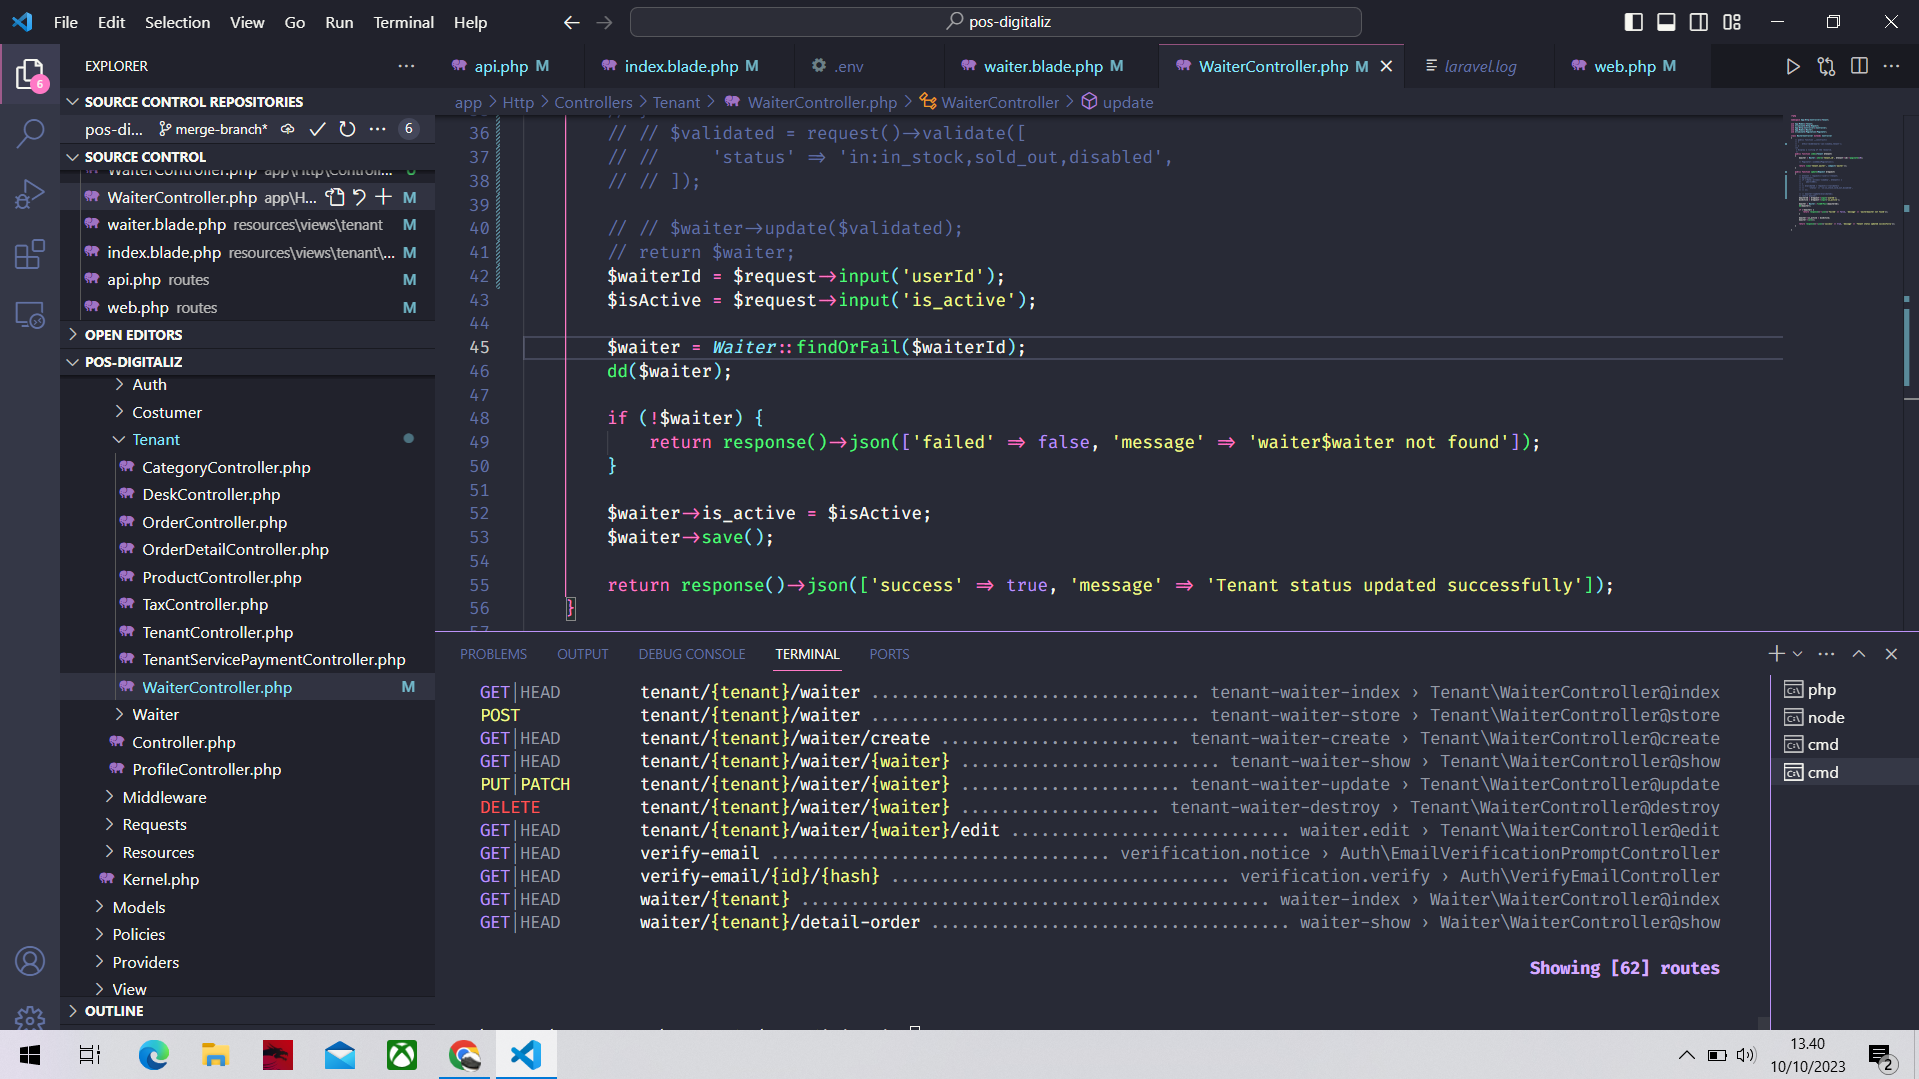 File Edit Selection View Go Run Terminal Help
pos-digitaliz
6
EXPLORER
SOURCE CONTROL REPOSITORIES
pos-di... merge-branch* 6
SOURCE CONTROL
WaiterController.php app\H... M
waiter.blade.php resources\views\tenant M
index.blade.php resources\views\tenant\... M
api.php routes M
web.php routes M
OPEN EDITORS
POS-DIGITALIZ
Auth
Costumer
Tenant
CategoryController.php
DeskController.php
OrderController.php
OrderDetailController.php
ProductController.php
TaxController.php
TenantController.php
TenantServicePaymentController.php
WaiterController.php M
Waiter
Controller.php
ProfileController.php
Middleware
Requests
Resources
Kernel.php
Models
Policies
Providers
View
OUTLINE
api.php M index.blade.php M .env waiter.blade.php M WaiterController.php M laravel.log web.php M
app > Http > Controllers > Tenant > WaiterController.php > WaiterController > update
36 // // $validated = request()->validate([
37 // // 'status' => 'in:in_stock,sold_out,disabled',
38 // // ]);
39
40 // // $waiter->update($validated);
41 // return $waiter;
42 $waiterId = $request->input('userId');
43 $isActive = $request->input('is_active');
44
45 $waiter = Waiter::findOrFail($waiterId);
46 dd($waiter);
47
48 if (!$waiter) {
49 return response()->json(['failed' => false, 'message' => 'waiter$waiter not found']);
50 }
51
52 $waiter->is_active = $isActive;
53 $waiter->save();
54
55 return response()->json(['success' => true, 'message' => 'Tenant status updated successfully']);
56 }
57
PROBLEMS OUTPUT DEBUG CONSOLE TERMINAL PORTS
GET|HEAD tenant/{tenant}/waiter ................................. tenant-waiter-index › Tenant\WaiterController@index
POST tenant/{tenant}/waiter ................................. tenant-waiter-store › Tenant\WaiterController@store
GET|HEAD tenant/{tenant}/waiter/create ........................ tenant-waiter-create › Tenant\WaiterController@create
GET|HEAD tenant/{tenant}/waiter/{waiter} .......................... tenant-waiter-show › Tenant\WaiterController@show
PUT|PATCH tenant/{tenant}/waiter/{waiter} ...................... tenant-waiter-update › Tenant\WaiterController@update
DELETE tenant/{tenant}/waiter/{waiter} .................... tenant-waiter-destroy › Tenant\WaiterController@destroy
GET|HEAD tenant/{tenant}/waiter/{waiter}/edit ............................ waiter.edit › Tenant\WaiterController@edit
GET|HEAD verify-email .................................. verification.notice › Auth\EmailVerificationPromptController
GET|HEAD verify-email/{id}/{hash} .................................. verification.verify › Auth\VerifyEmailController
GET|HEAD waiter/{tenant} ............................................... waiter-index › Waiter\WaiterController@index
GET|HEAD waiter/{tenant}/detail-order .................................... waiter-show › Waiter\WaiterController@show
Showing [62] routes
php
node
cmd
cmd
13.40
10/10/2023
2